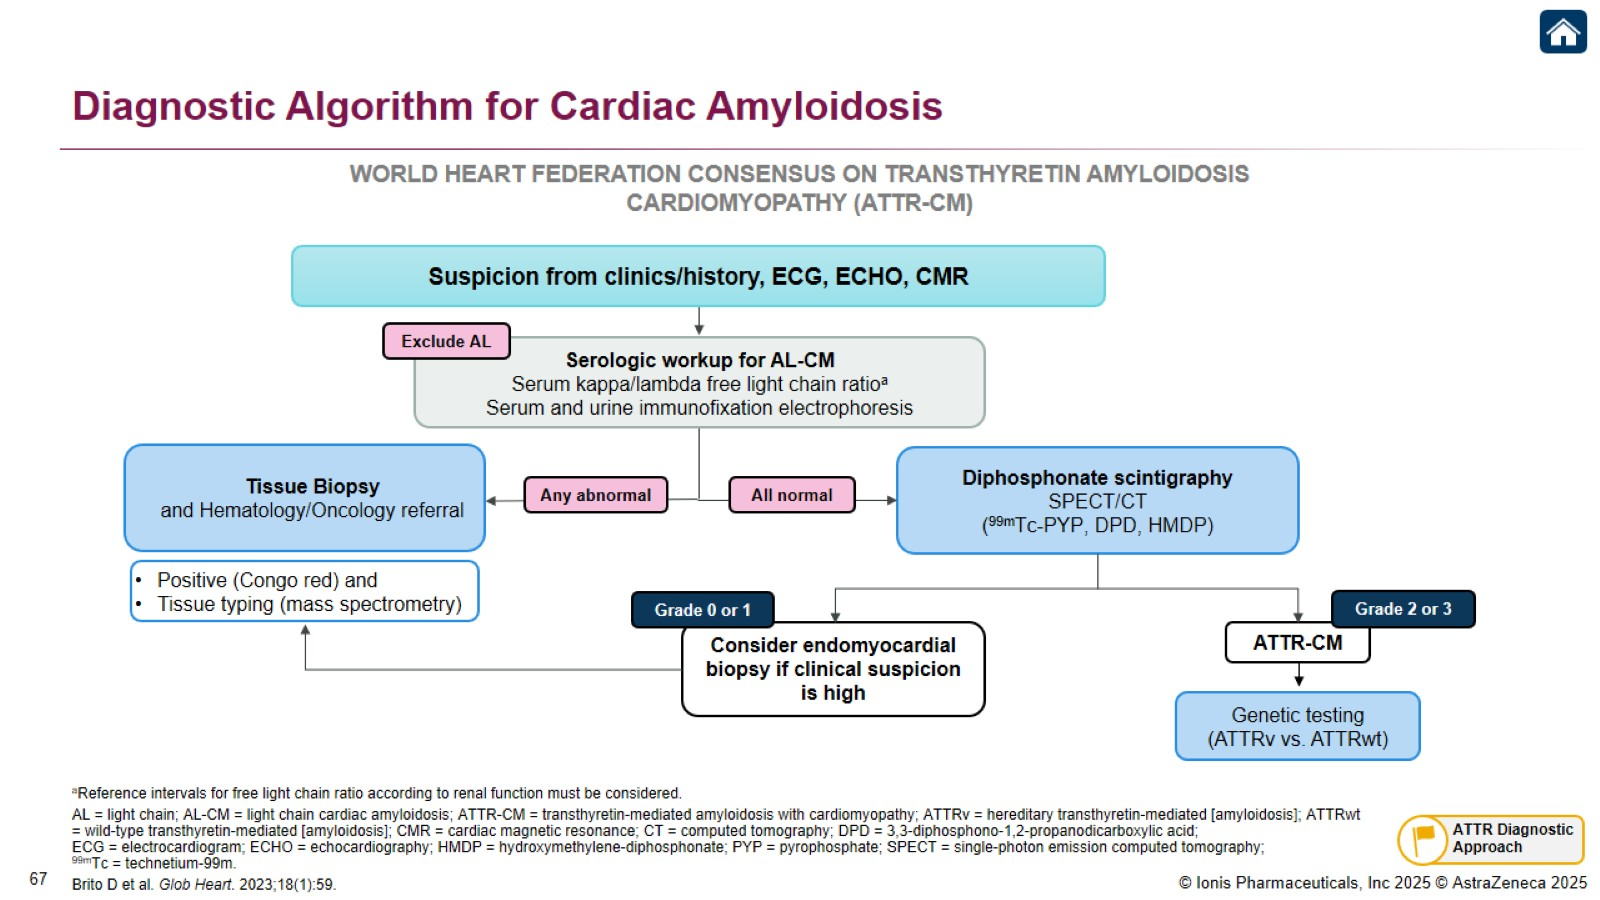 Diagnostic Algorithm for Cardiac Amyloidosis
WORLD HEART FEDERATION CONSENSUS ON TRANSTHYRETIN AMYLOIDOSIS
CARDIOMYOPATHY (ATTR-CM)
Suspicion from clinics/history, ECG, ECHO, CMR
Exclude AL
Serologic workup for AL-CM
Serum kappa/lambda free light chain ratioᵃ
Serum and urine immunofixation electrophoresis
Tissue Biopsy
and Hematology/Oncology referral
Any abnormal
All normal
Diphosphonate scintigraphy
SPECT/CT
(⁹⁹ᵐTc-PYP, DPD, HMDP)
• Positive (Congo red) and
• Tissue typing (mass spectrometry)
Grade 0 or 1
Consider endomyocardial
biopsy if clinical suspicion
is high
Grade 2 or 3
ATTR-CM
Genetic testing
(ATTRv vs. ATTRwt)
ᵃReference intervals for free light chain ratio according to renal function must be considered.
AL = light chain; AL-CM = light chain cardiac amyloidosis; ATTR-CM = transthyretin-mediated amyloidosis with cardiomyopathy; ATTRv = hereditary transthyretin-mediated [amyloidosis]; ATTRwt
= wild-type transthyretin-mediated [amyloidosis]; CMR = cardiac magnetic resonance; CT = computed tomography; DPD = 3,3-diphosphono-1,2-propanodicarboxylic acid;
ECG = electrocardiogram; ECHO = echocardiography; HMDP = hydroxymethylene-diphosphonate; PYP = pyrophosphate; SPECT = single-photon emission computed tomography;
⁹⁹ᵐTc = technetium-99m.
Brito D et al. Glob Heart. 2023;18(1):59.
67
ATTR Diagnostic
Approach
© Ionis Pharmaceuticals, Inc 2025 © AstraZeneca 2025